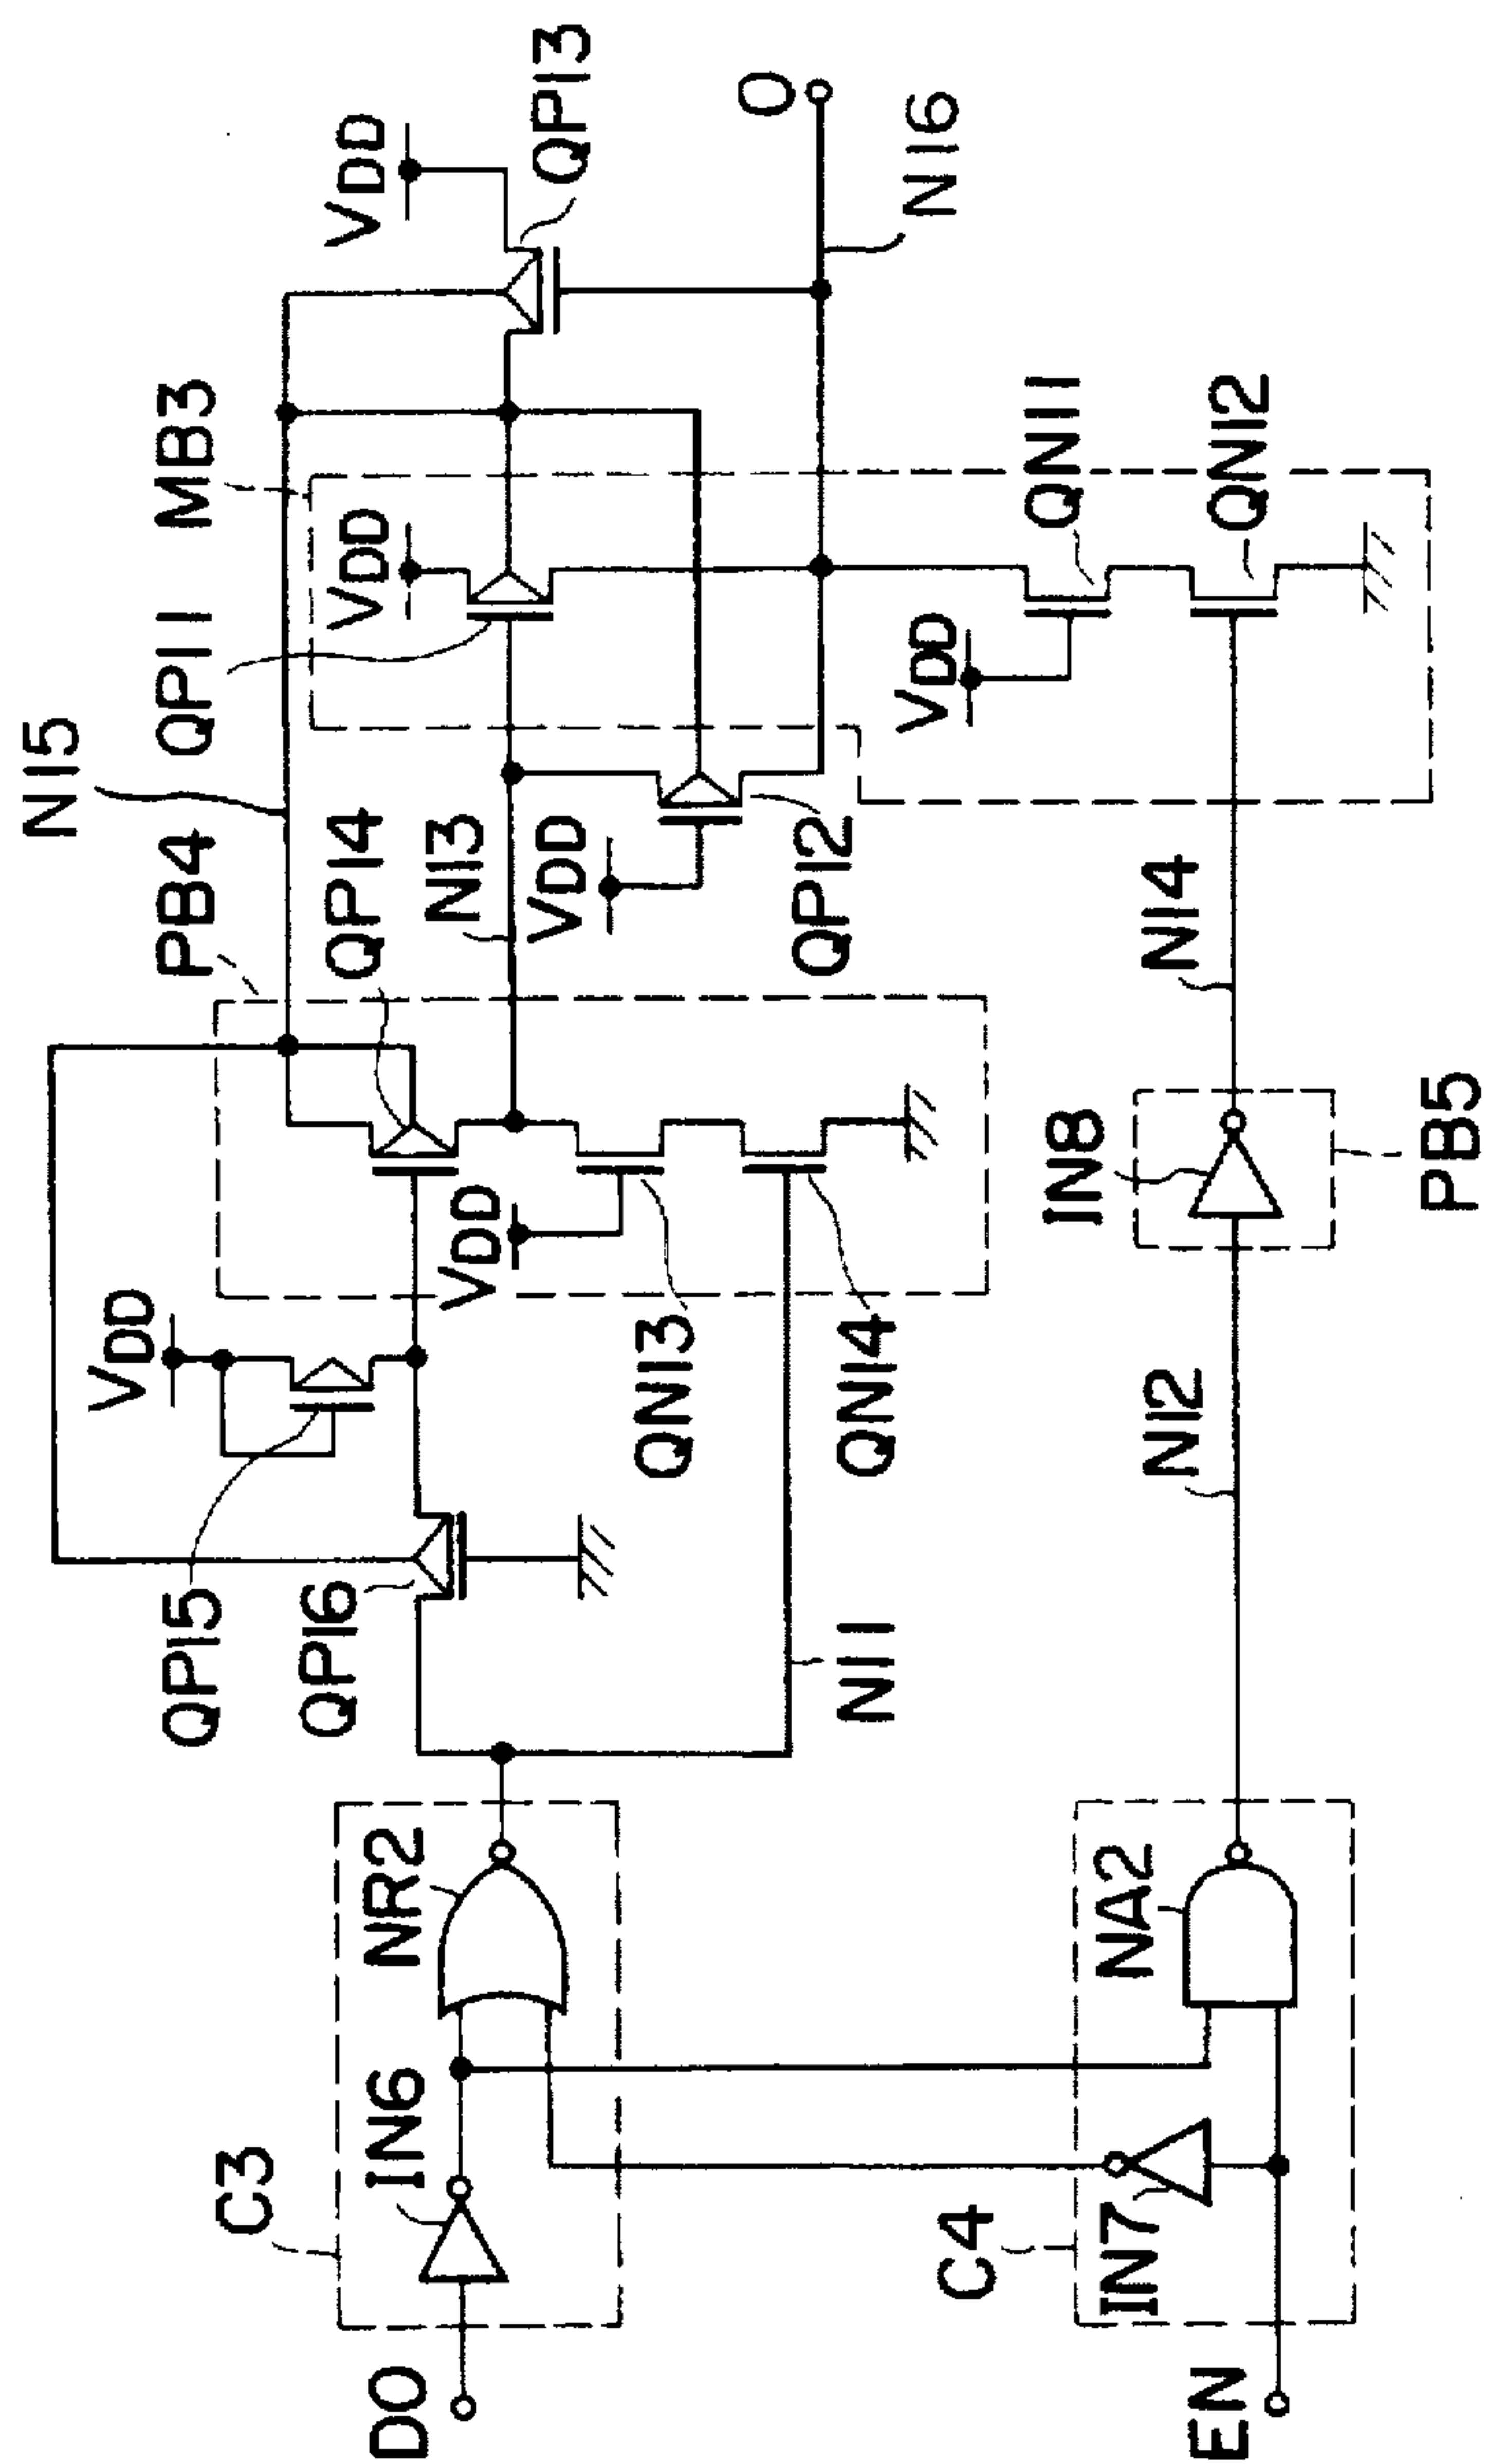 DO
C3
IN6
NR2
EN
C4
IN7
NA2
QP15
QP16
VDD
N11
N12
PB4
QP14
VDD
QN13
QN14
IN8
PB5
N14
N15
N13
VDD
QP12
QP11
MB3
VDD
VDD
QN11
QN12
VDD
QP13
O
N16